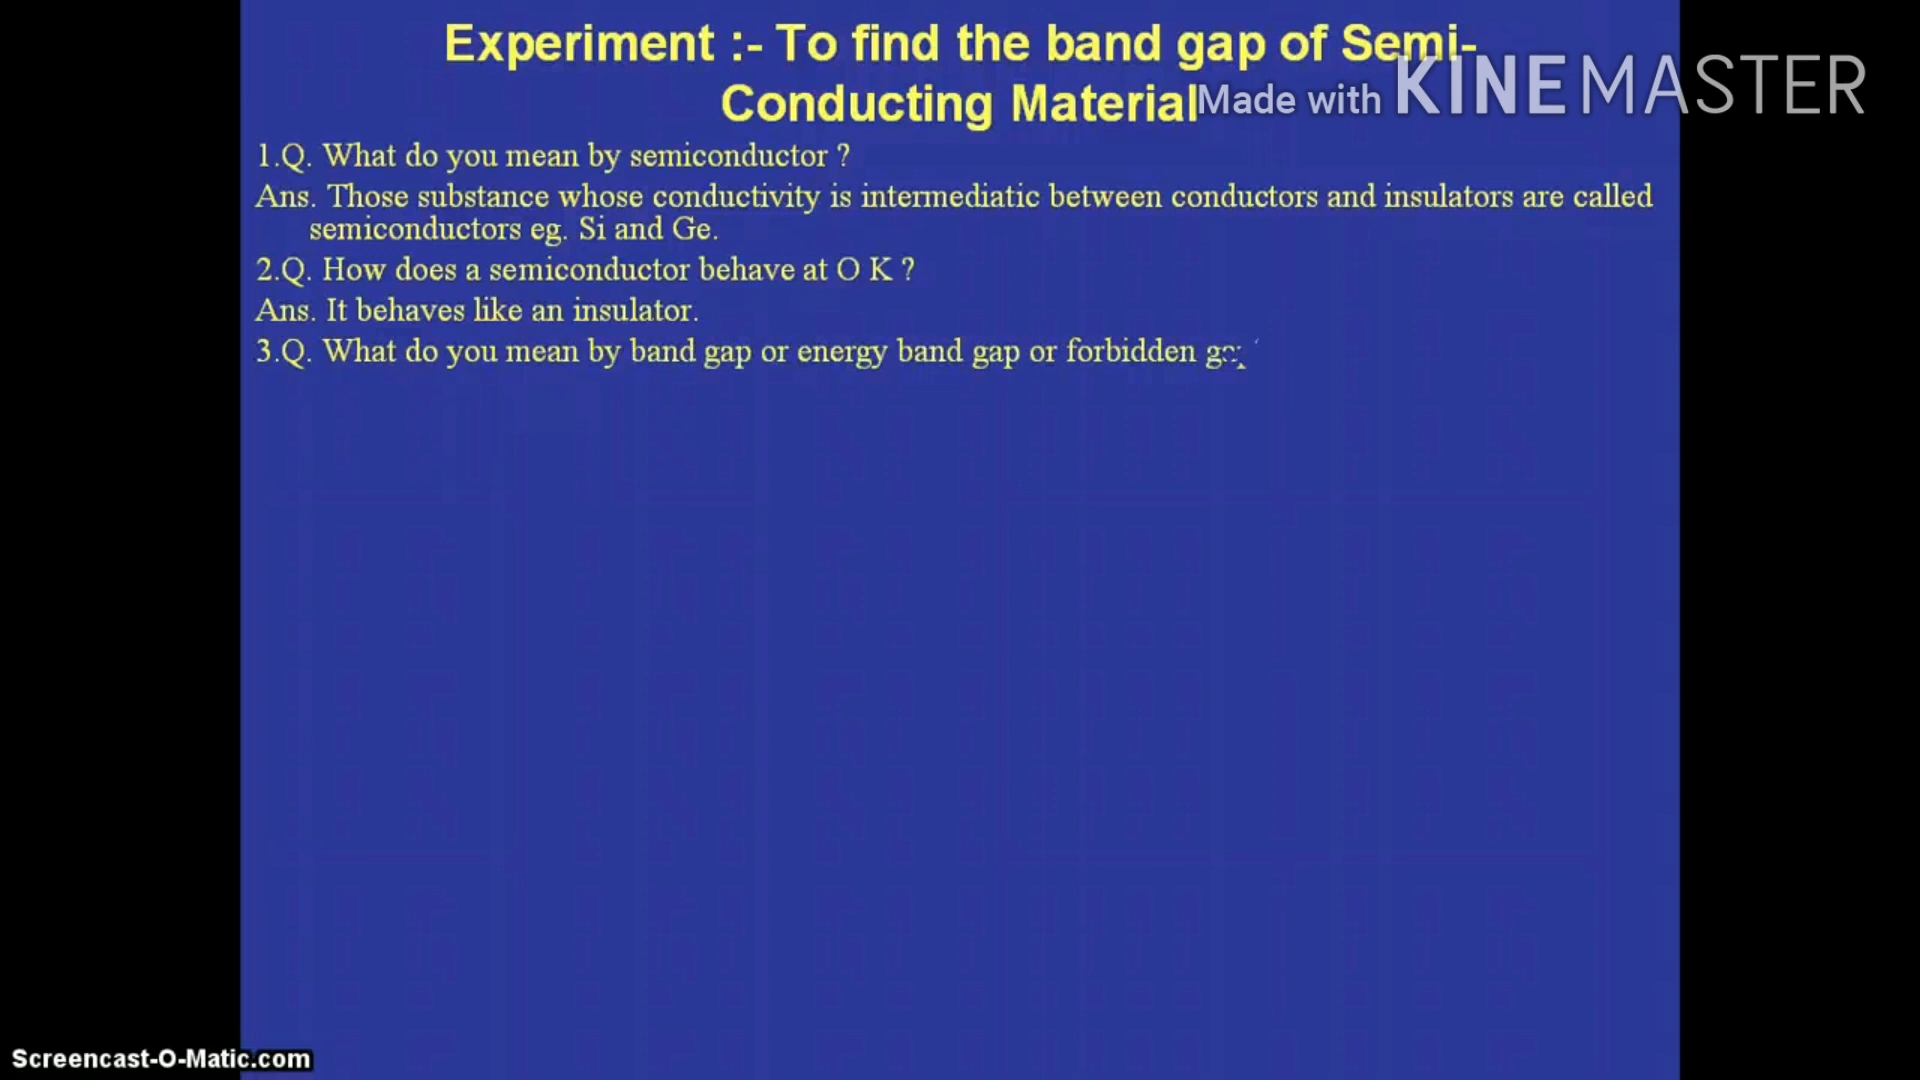 Experiment :- To find the band gap of Semi-
Conducting Material
Made with KINEMASTER
1.Q. What do you mean by semiconductor ?
Ans. Those substance whose conductivity is intermediatic between conductors and insulators are called
semiconductors eg. Si and Ge.
2.Q. How does a semiconductor behave at O K ?
Ans. It behaves like an insulator.
3.Q. What do you mean by band gap or energy band gap or forbidden
Screencast-O-Matic.com